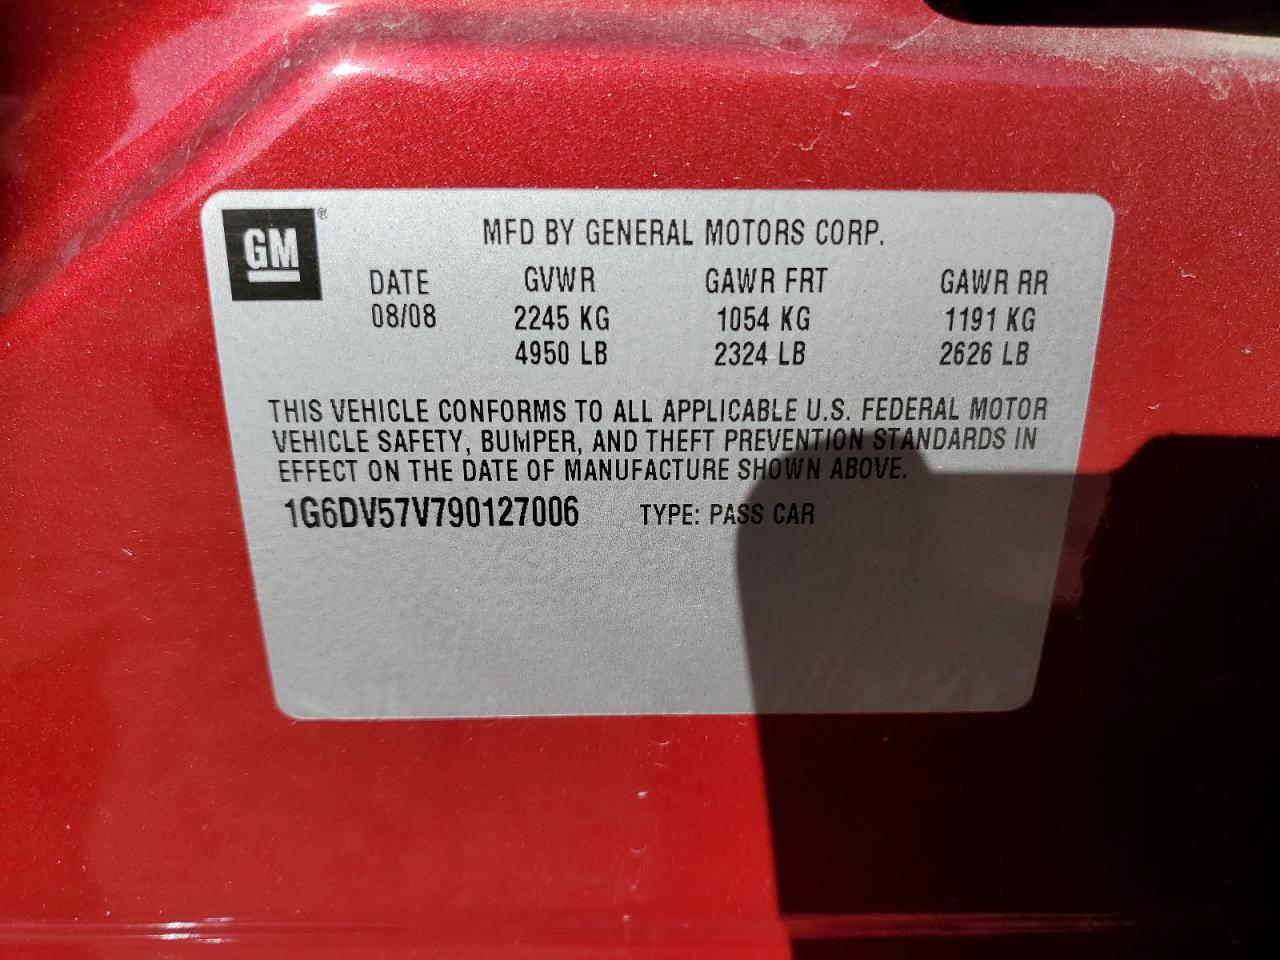 GM ®
MFD BY GENERAL MOTORS CORP.
DATE GVWR GAWR FRT GAWR RR
08/08 2245 KG 1054 KG 1191 KG
4950 LB 2324 LB 2626 LB
THIS VEHICLE CONFORMS TO ALL APPLICABLE U.S. FEDERAL MOTOR
VEHICLE SAFETY, BUMPER, AND THEFT PREVENTION STANDARDS IN
EFFECT ON THE DATE OF MANUFACTURE SHOWN ABOVE.
1G6DV57V790127006 TYPE: PASS CAR